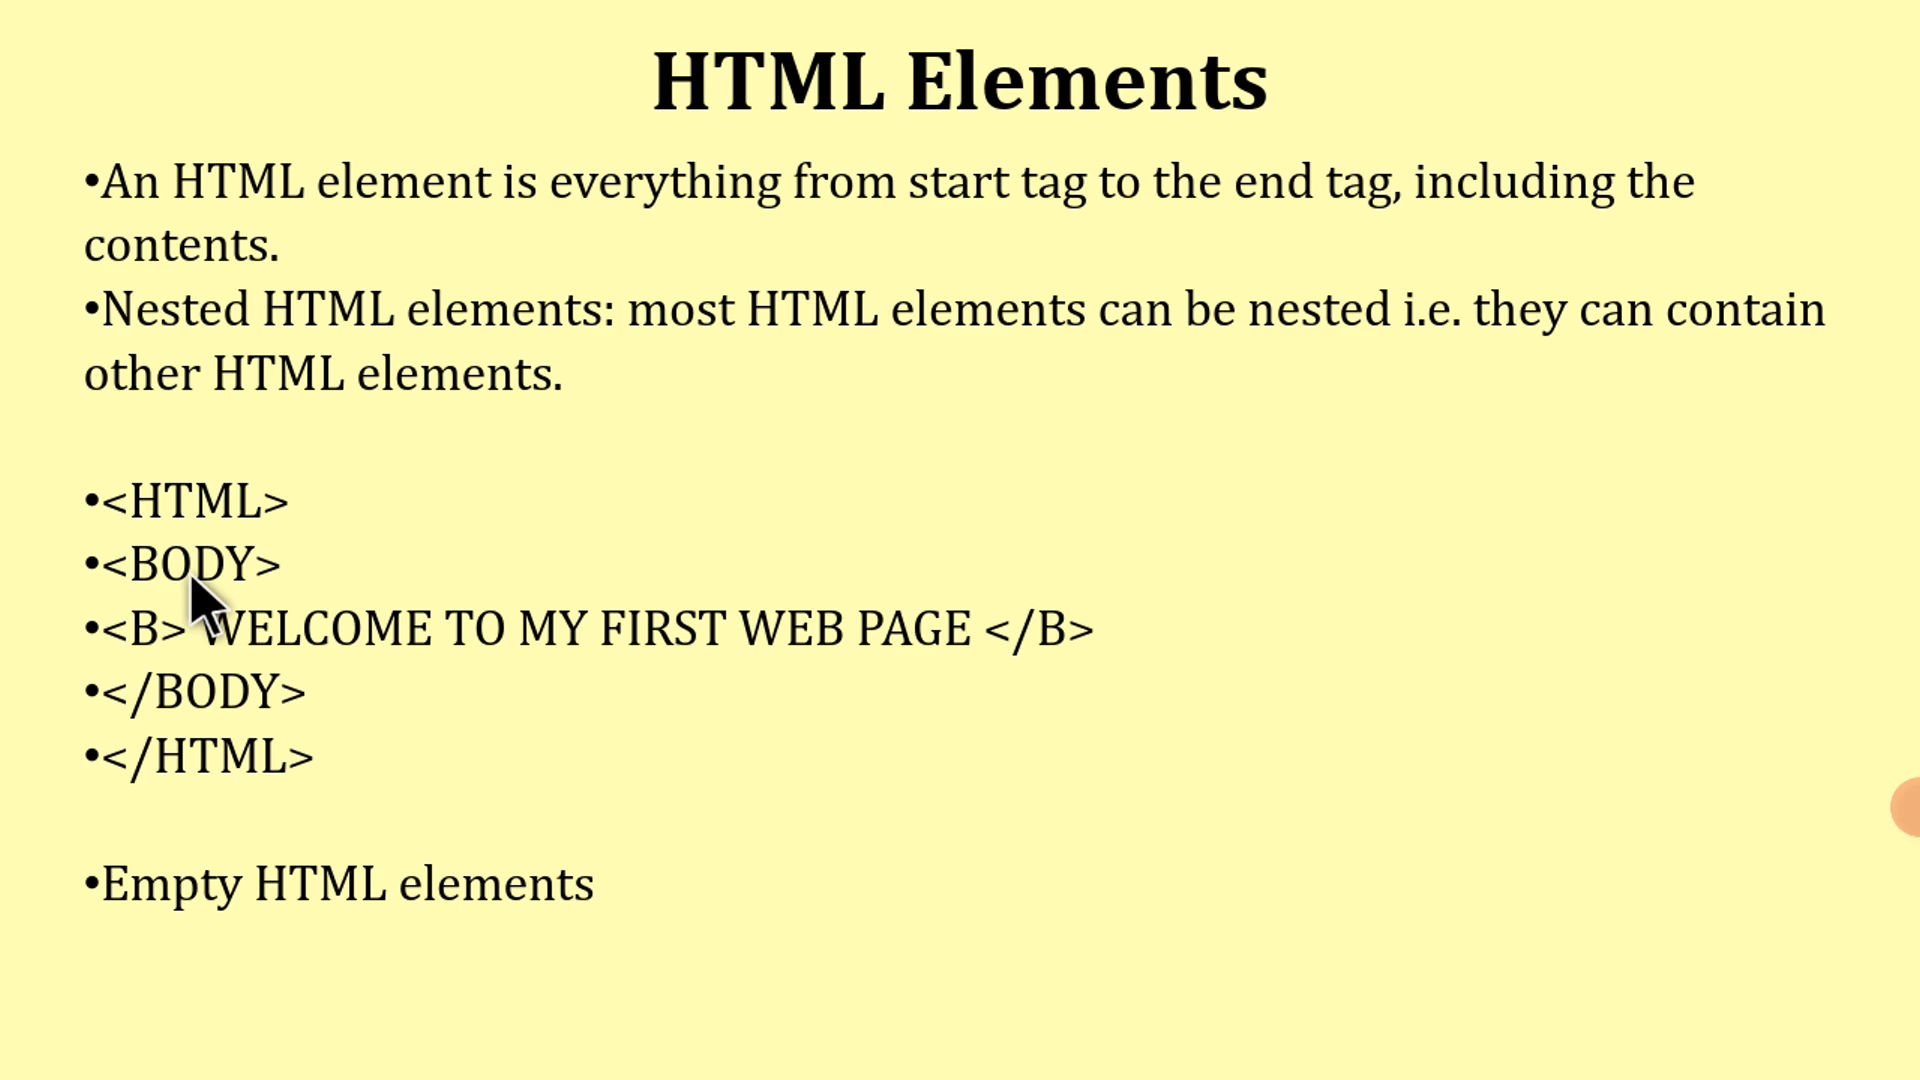 HTML Elements
•An HTML element is everything from start tag to the end tag, including the
contents.
•Nested HTML elements: most HTML elements can be nested i.e. they can contain
other HTML elements.
•<HTML>
•<BODY>
•<B> WELCOME TO MY FIRST WEB PAGE </B>
•</BODY>
•</HTML>
•Empty HTML elements